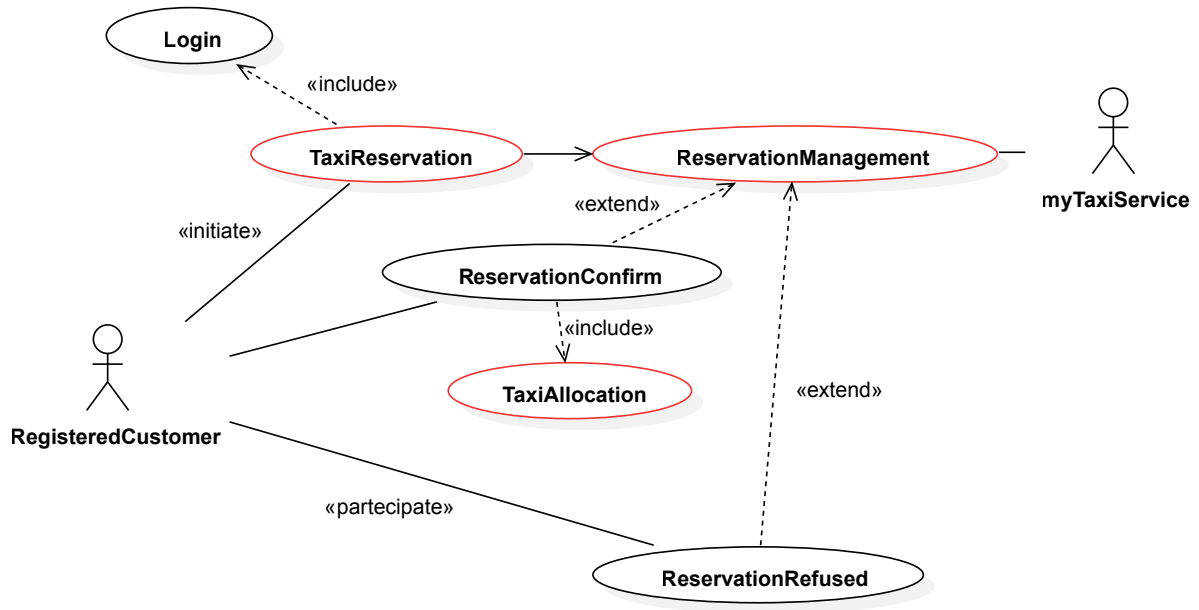 Login
«include»
TaxiReservation
ReservationManagement
myTaxiService
«extend»
«initiate»
ReservationConfirm
«include»
TaxiAllocation
«extend»
RegisteredCustomer
«partecipate»
ReservationRefused